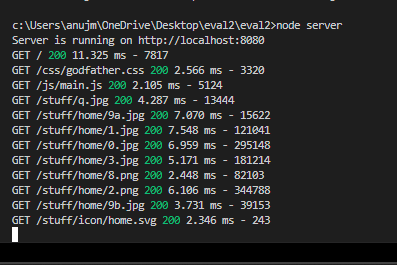 c:\Users\anujm\OneDrive\Desktop\eval2\eval2>node server
Server is running on http://localhost:8080
GET / 200 11.325 ms - 7817
GET /css/godfather.css 200 2.566 ms - 3320
GET /js/main.js 200 2.105 ms - 5124
GET /stuff/q.jpg 200 4.287 ms - 13444
GET /stuff/home/9a.jpg 200 7.070 ms - 15622
GET /stuff/home/1.jpg 200 7.548 ms - 121041
GET /stuff/home/0.jpg 200 6.959 ms - 295148
GET /stuff/home/3.jpg 200 5.171 ms - 181214
GET /stuff/home/8.png 200 2.448 ms - 82103
GET /stuff/home/2.png 200 6.106 ms - 344788
GET /stuff/home/9b.jpg 200 3.731 ms - 39153
GET /stuff/icon/home.svg 200 2.346 ms - 243